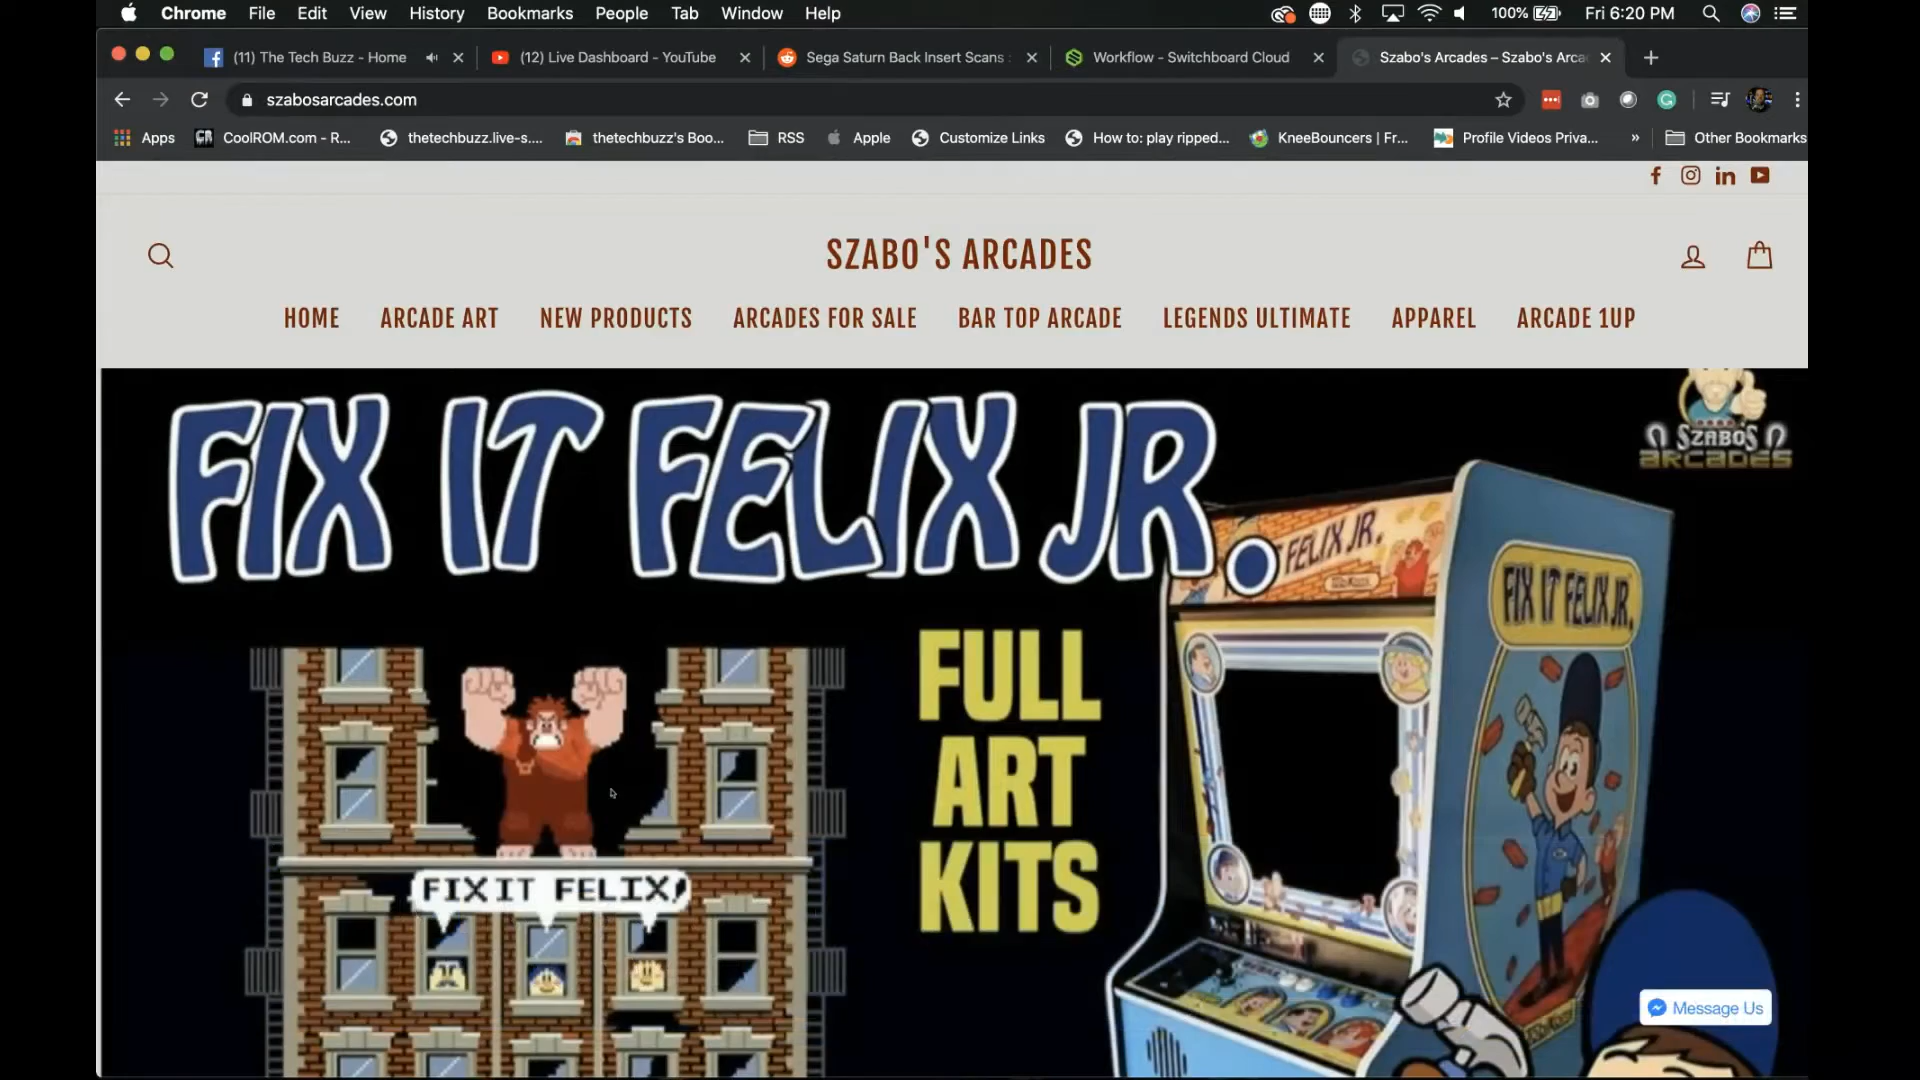 Chrome File Edit View History Bookmarks People Tab Window Help 100% Fri 6:20 PM
(11) The Tech Buzz - Home (12) Live Dashboard - YouTube Sega Saturn Back Insert Scans : Workflow - Switchboard Cloud Szabo's Arcades – Szabo's Arca
szabosarcades.com
Apps CoolROM.com - R... thetechbuzz.live-s.... thetechbuzz's Boo... RSS Apple Customize Links How to: play ripped... KneeBouncers | Fr... Profile Videos Priva... » Other Bookmarks
SZABO'S ARCADES
HOME ARCADE ART NEW PRODUCTS ARCADES FOR SALE BAR TOP ARCADE LEGENDS ULTIMATE APPAREL ARCADE 1UP
FIX IT FELIX JR.
SZABO'S
ARCADES
FELIX JR.
FIX IT FELIX JR.
FULL
ART
KITS
FIX IT FELIX!
Message Us